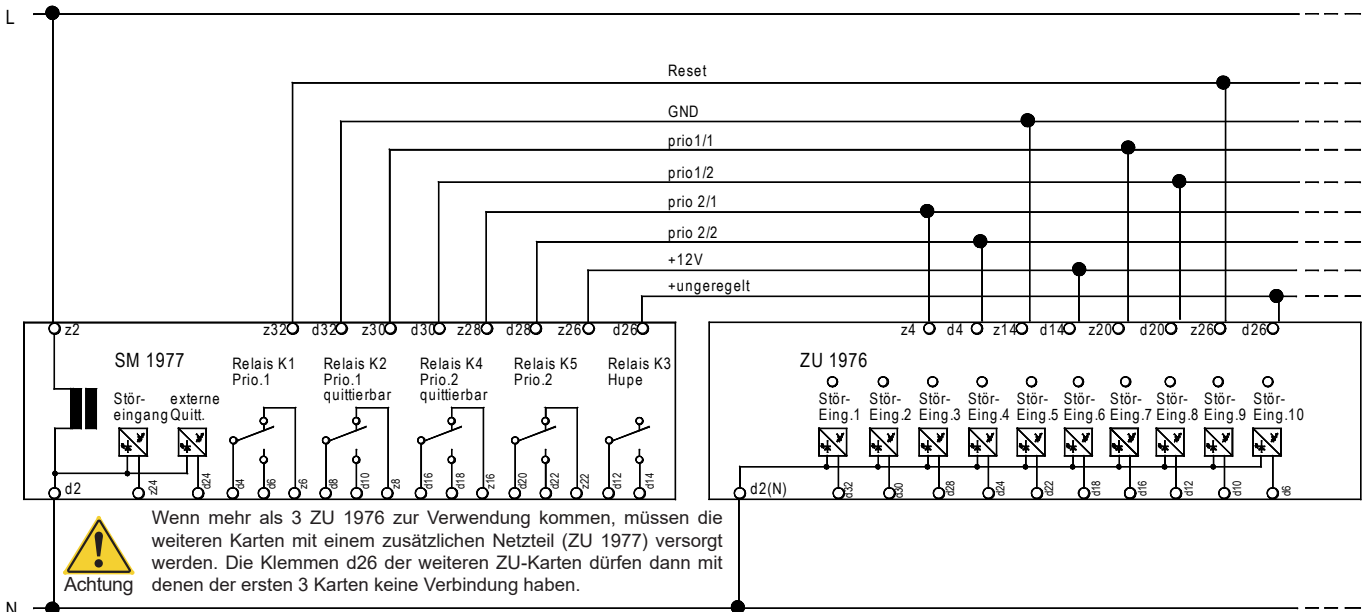 L
Reset
GND
prio1/1
prio1/2
prio 2/1
prio 2/2
+12V
+ungeregelt
z2 z32 d32 z30 d30 z28 d28 z26 d26
z4 d4 z14 d14 z20 d20 z26 d26
SM 1977
Stör-
eingang
externe
Quitt.
Relais K1
Prio.1
Relais K2
Prio.1
quittierbar
Relais K4
Prio.2
quittierbar
Relais K5
Prio.2
Relais K3
Hupe
ZU 1976
Stör-
Eing.1
Stör-
Eing.2
Stör-
Eing.3
Stör-
Eing.4
Stör-
Eing.5
Stör-
Eing.6
Stör-
Eing.7
Stör-
Eing.8
Stör-
Eing.9
Stör-
Eing.10
d2 z24 d24 d4 d6 z6 d8 d10 z8 d16 d18 z16 d20 d22 z22 d12 d14
d2(N) d32 d30 d28 d24 d22 d18 d16 d12 d10 d6
Achtung
Wenn mehr als 3 ZU 1976 zur Verwendung kommen, müssen die
weiteren Karten mit einem zusätzlichen Netzteil (ZU 1977) versorgt
werden. Die Klemmen d26 der weiteren ZU-Karten dürfen dann mit
denen der ersten 3 Karten keine Verbindung haben.
N